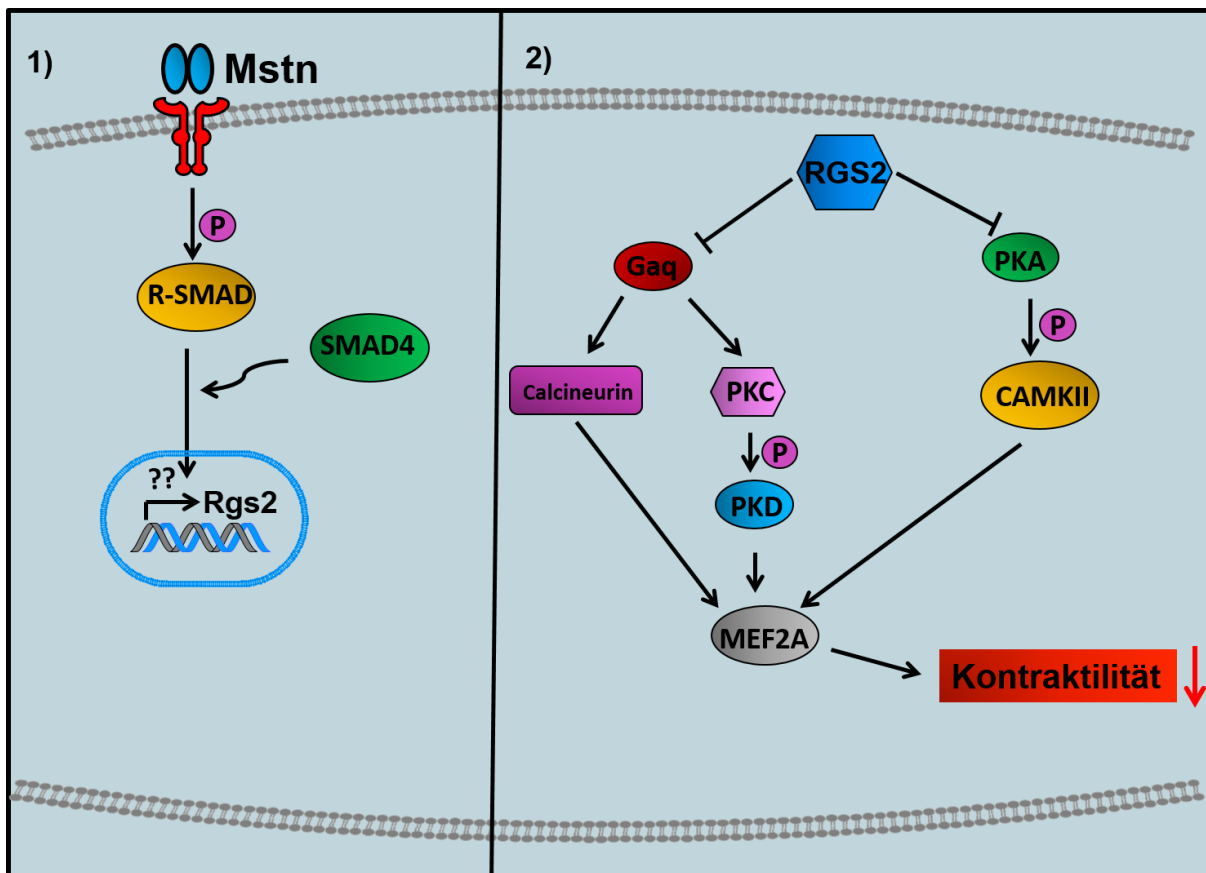 1)
Mstn
P
R-SMAD
SMAD4
??
Rgs2
2)
RGS2
Gaq
PKA
P
Calcineurin
PKC
CAMKII
P
PKD
MEF2A
Kontraktilität